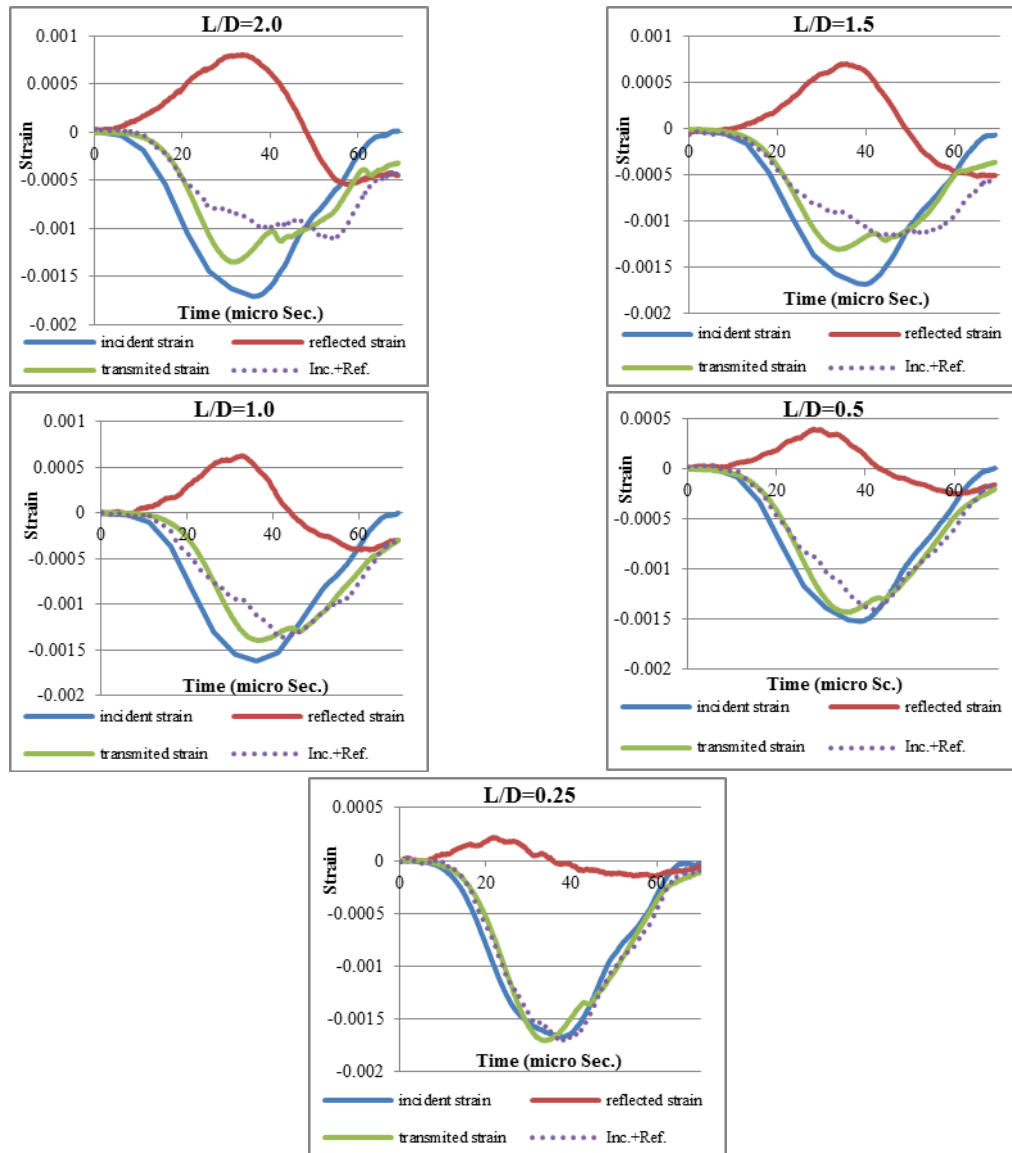 L/D=2.0
0.001
0.0005
0
-0.0005
-0.001
-0.0015
-0.002
0 20 40 60
Strain
Time (micro Sec.)
incident strain reflected strain
transmited strain Inc.+Ref.
L/D=1.5
0.001
0.0005
0
-0.0005
-0.001
-0.0015
-0.002
0 20 40 60
Strain
Time (micro Sec.)
incident strain reflected strain
transmited strain Inc.+Ref.
L/D=1.0
0.001
0.0005
0
-0.0005
-0.001
-0.0015
-0.002
0 20 40 60
Strain
Time (micro Sec.)
incident strain reflected strain
transmited strain Inc.+Ref.
L/D=0.5
0.0005
0
-0.0005
-0.001
-0.0015
-0.002
0 20 40 60
Strain
Time (micro Sc.)
incident strain reflected strain
transmited strain Inc.+Ref.
L/D=0.25
0.0005
0
-0.0005
-0.001
-0.0015
-0.002
0 20 40 60
Strain
Time (micro Sec.)
incident strain reflected strain
transmited strain Inc.+Ref.